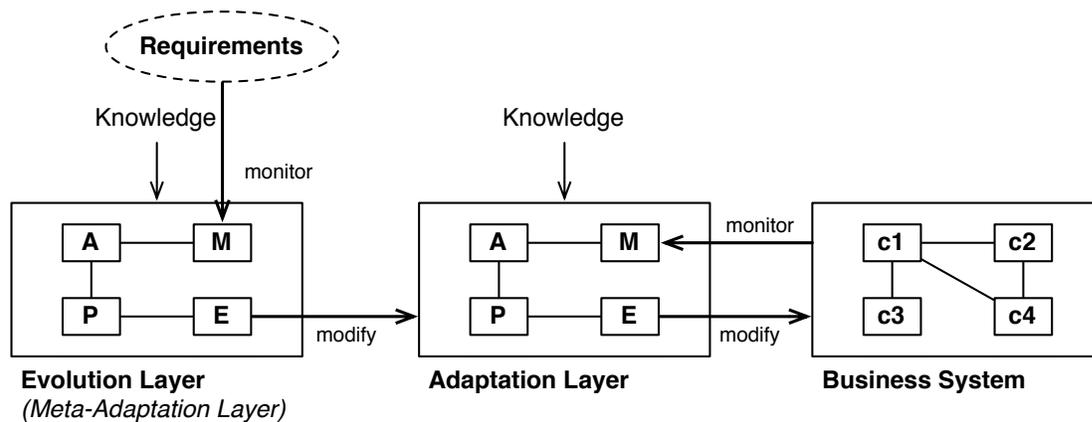 Requirements
Knowledge
Knowledge
monitor
A
M
A
M
monitor
c1
c2
P
E
modify
P
E
modify
c3
c4
Evolution Layer
(Meta-Adaptation Layer)
Adaptation Layer
Business System